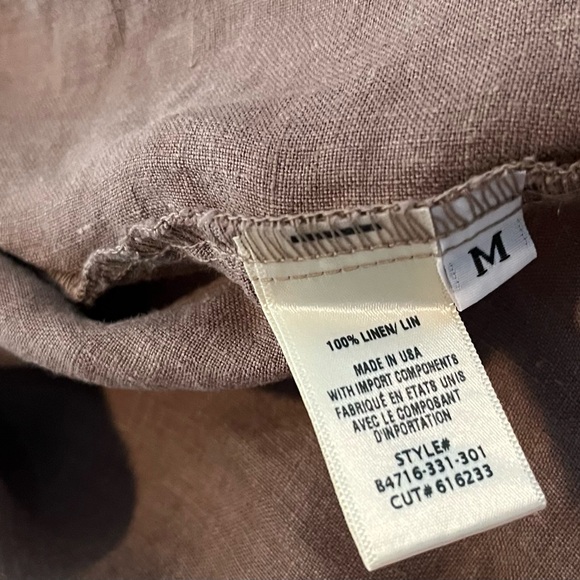 M
100% LINEN/ LIN
MADE IN USA
WITH IMPORT COMPONENTS
FABRIQUÉ EN ETATS UNIS
AVEC LE COMPOSANT
D'INPORTATION
STYLE#
B4716-331-301
CUT# 616233